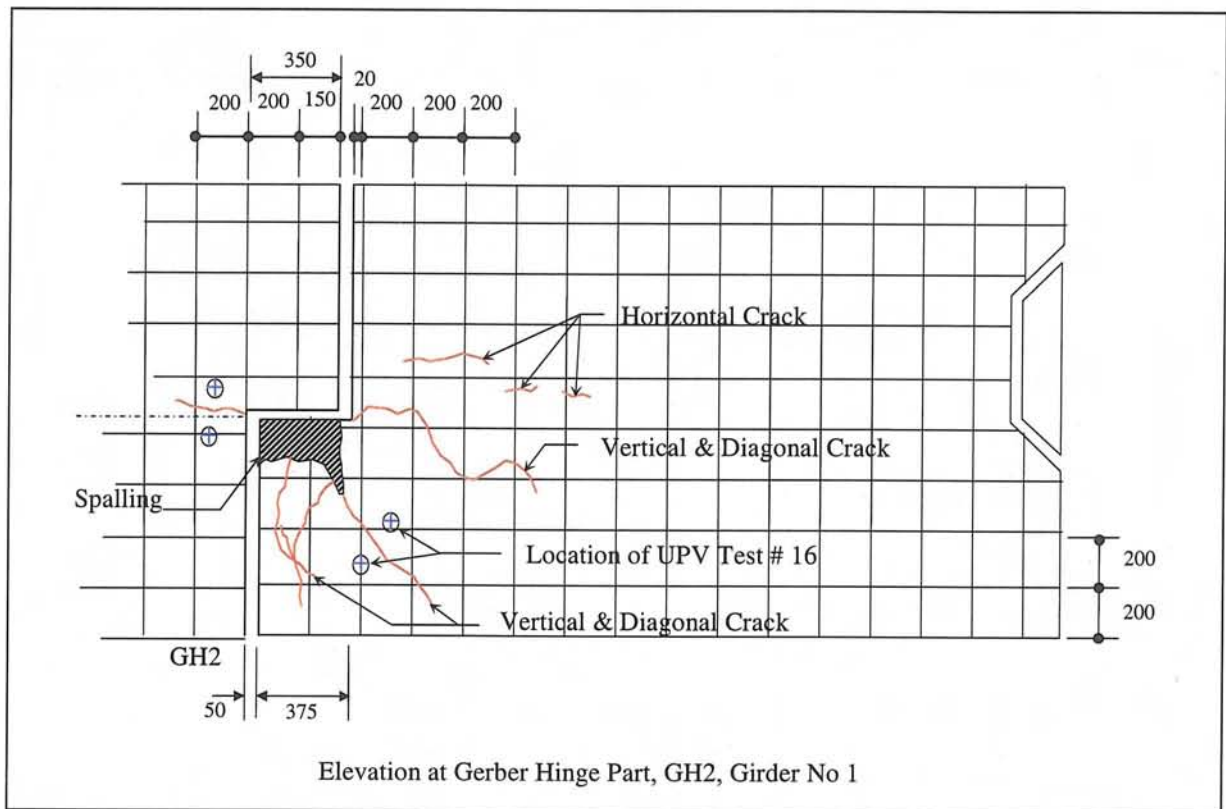 350
20
200 200 150 200 200 200
Horizontal Crack
Vertical & Diagonal Crack
Spalling
Location of UPV Test # 16
200
200
Vertical & Diagonal Crack
GH2
50 375
Elevation at Gerber Hinge Part, GH2, Girder No 1